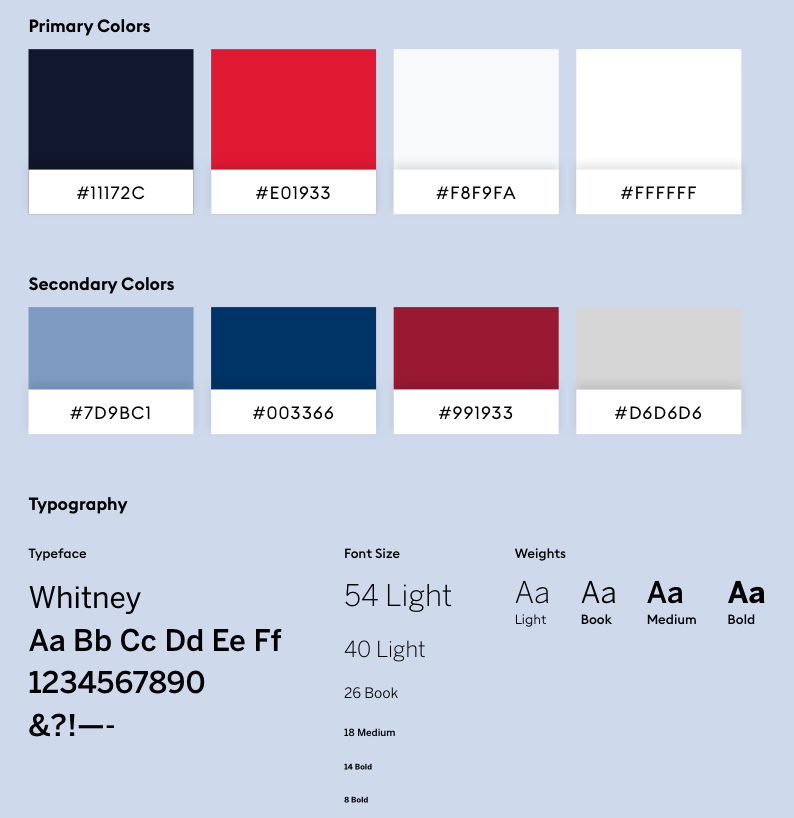 Primary Colors
#11172C #E01933 #F8F9FA #FFFFFF
Secondary Colors
#7D9BC1 #003366 #991933 #D6D6D6
Typography
Typeface
Whitney
Aa Bb Cc Dd Ee Ff
1234567890
&?!—-
Font Size
54 Light
40 Light
26 Book
18 Medium
14 Bold
8 Bold
Weights
Aa Aa Aa Aa
Light Book Medium Bold